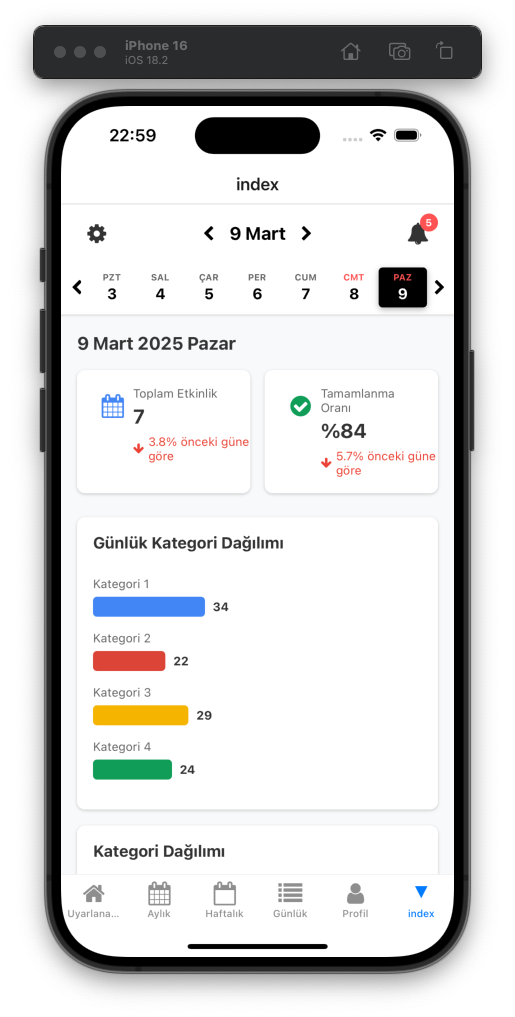 iPhone 16
iOS 18.2
22:59
index
9 Mart
5
PZT SAL ÇAR PER CUM CMT PAZ
3 4 5 6 7 8 9
9 Mart 2025 Pazar
Toplam Etkinlik
7
3.8% önceki güne
göre
Tamamlanma
Oranı
%84
5.7% önceki güne
göre
Günlük Kategori Dağılımı
Kategori 1
34
Kategori 2
22
Kategori 3
29
Kategori 4
24
Kategori Dağılımı
Uyarlana... Aylık Haftalık Günlük Profil index